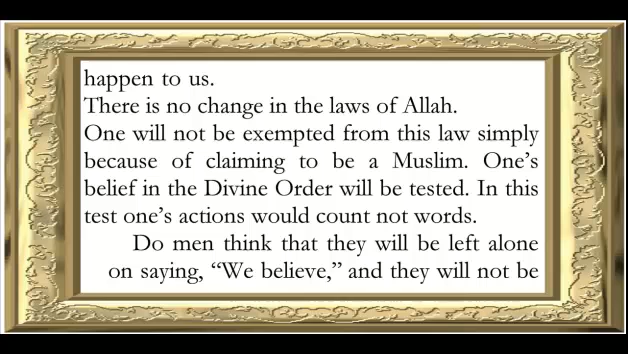 happen to us.
There is no change in the laws of Allah.
One will not be exempted from this law simply
because of claiming to be a Muslim. One’s
belief in the Divine Order will be tested. In this
test one’s actions would count not words.
Do men think that they will be left alone
on saying, “We believe,” and they will not be